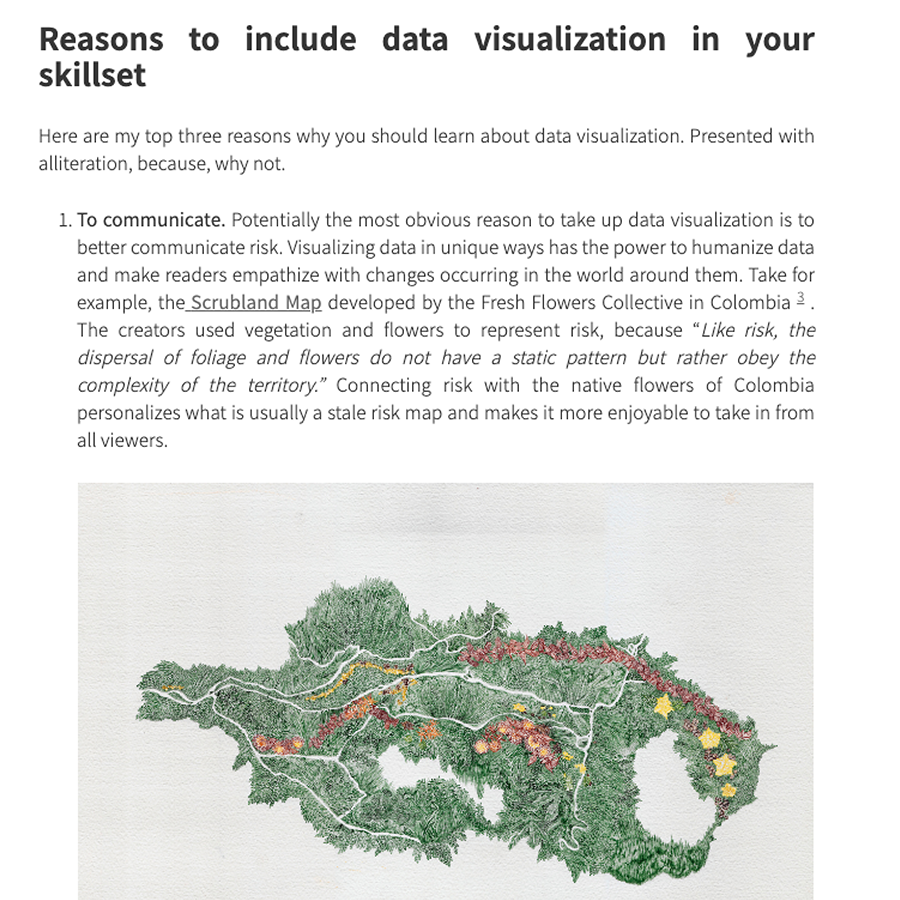 Reasons to include data visualization in your
skillset
Here are my top three reasons why you should learn about data visualization. Presented with
alliteration, because, why not.
1. To communicate. Potentially the most obvious reason to take up data visualization is to
better communicate risk. Visualizing data in unique ways has the power to humanize data
and make readers empathize with changes occurring in the world around them. Take for
example, the Scrubland Map developed by the Fresh Flowers Collective in Colombia 3 .
The creators used vegetation and flowers to represent risk, because “Like risk, the
dispersal of foliage and flowers do not have a static pattern but rather obey the
complexity of the territory.” Connecting risk with the native flowers of Colombia
personalizes what is usually a stale risk map and makes it more enjoyable to take in from
all viewers.